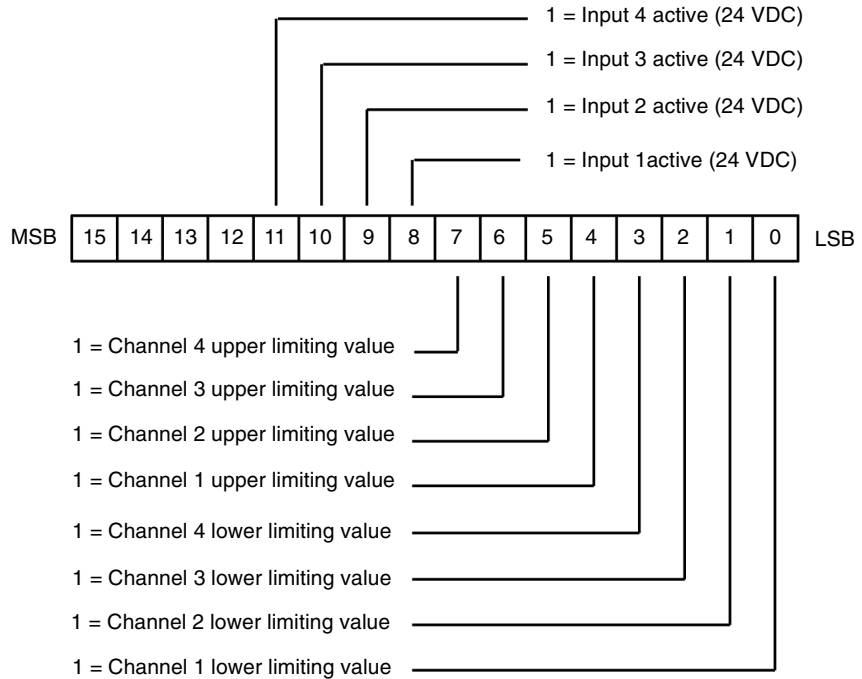 1 = Input 4 active (24 VDC)
1 = Input 3 active (24 VDC)
1 = Input 2 active (24 VDC)
1 = Input 1active (24 VDC)
MSB 15 14 13 12 11 10 9 8 7 6 5 4 3 2 1 0 LSB
1 = Channel 4 upper limiting value
1 = Channel 3 upper limiting value
1 = Channel 2 upper limiting value
1 = Channel 1 upper limiting value
1 = Channel 4 lower limiting value
1 = Channel 3 lower limiting value
1 = Channel 2 lower limiting value
1 = Channel 1 lower limiting value